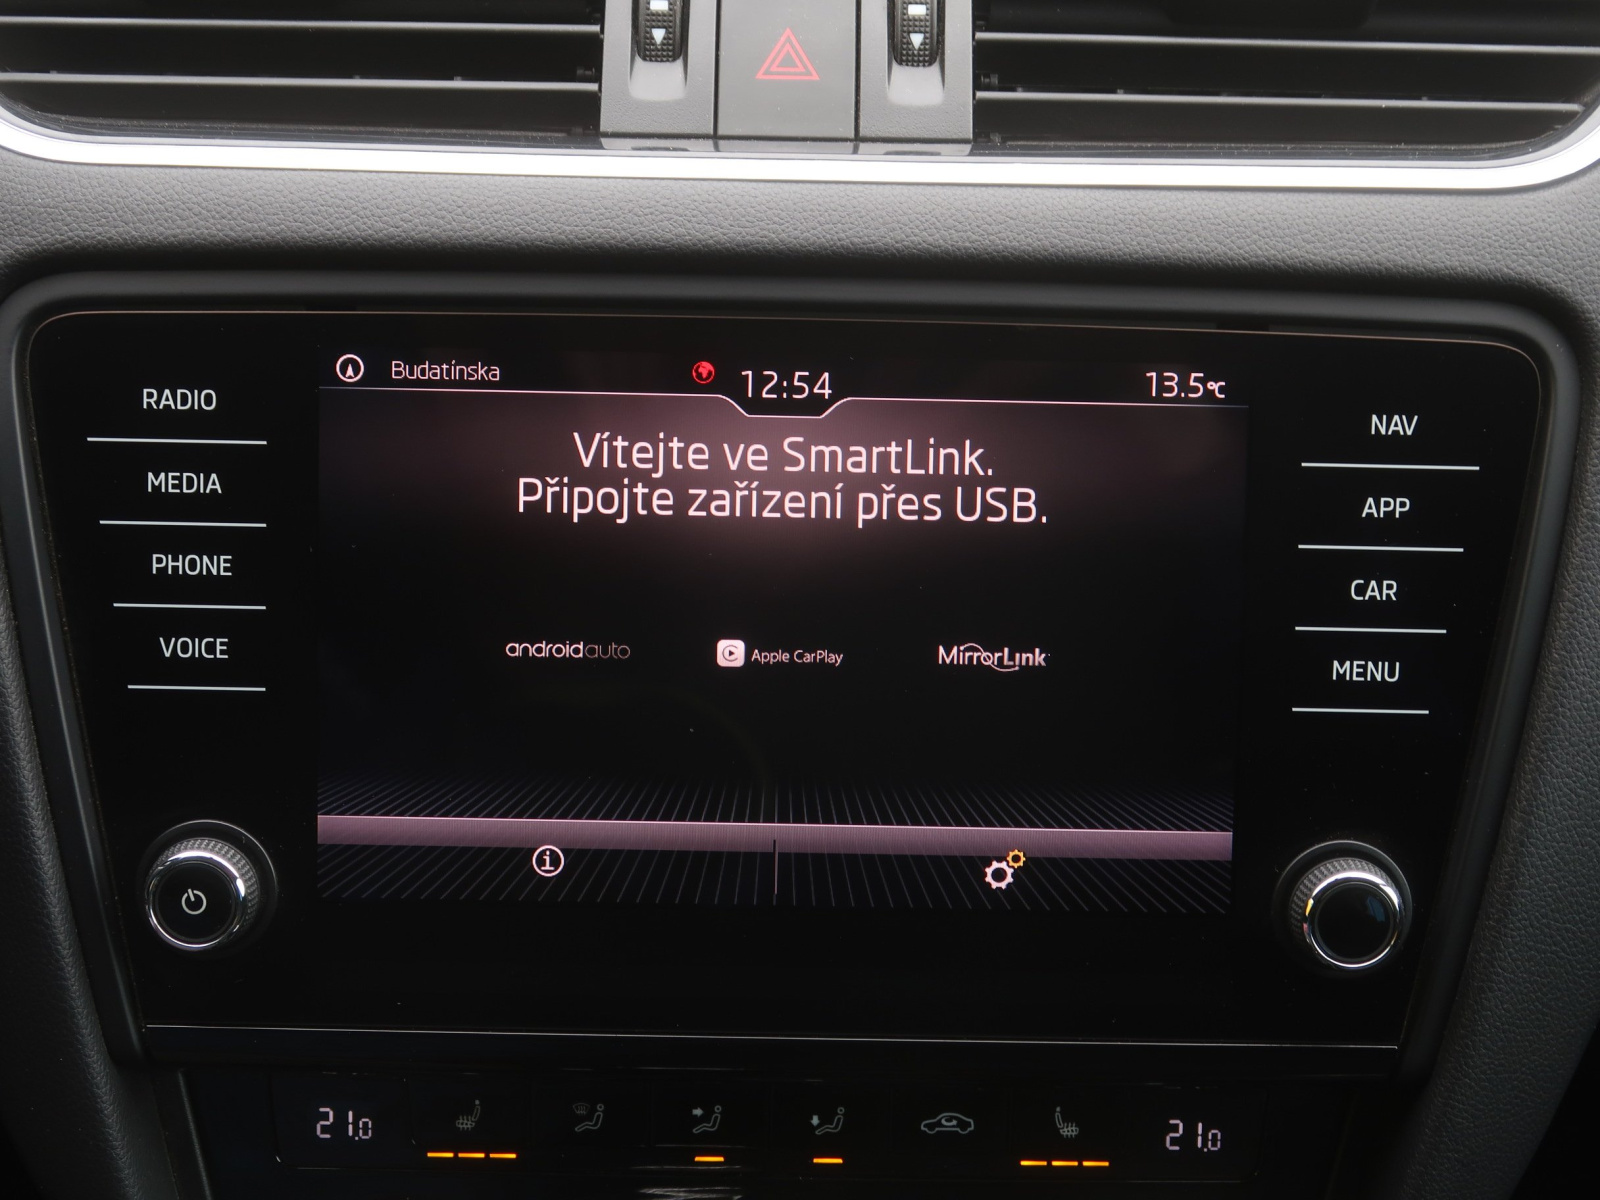 Budatínska
12:54
13.5°C
Vítejte ve SmartLink.
Připojte zařízení přes USB.
androidauto
Apple CarPlay
MirrorLink
RADIO
MEDIA
PHONE
VOICE
NAV
APP
CAR
MENU
21.0
21.0